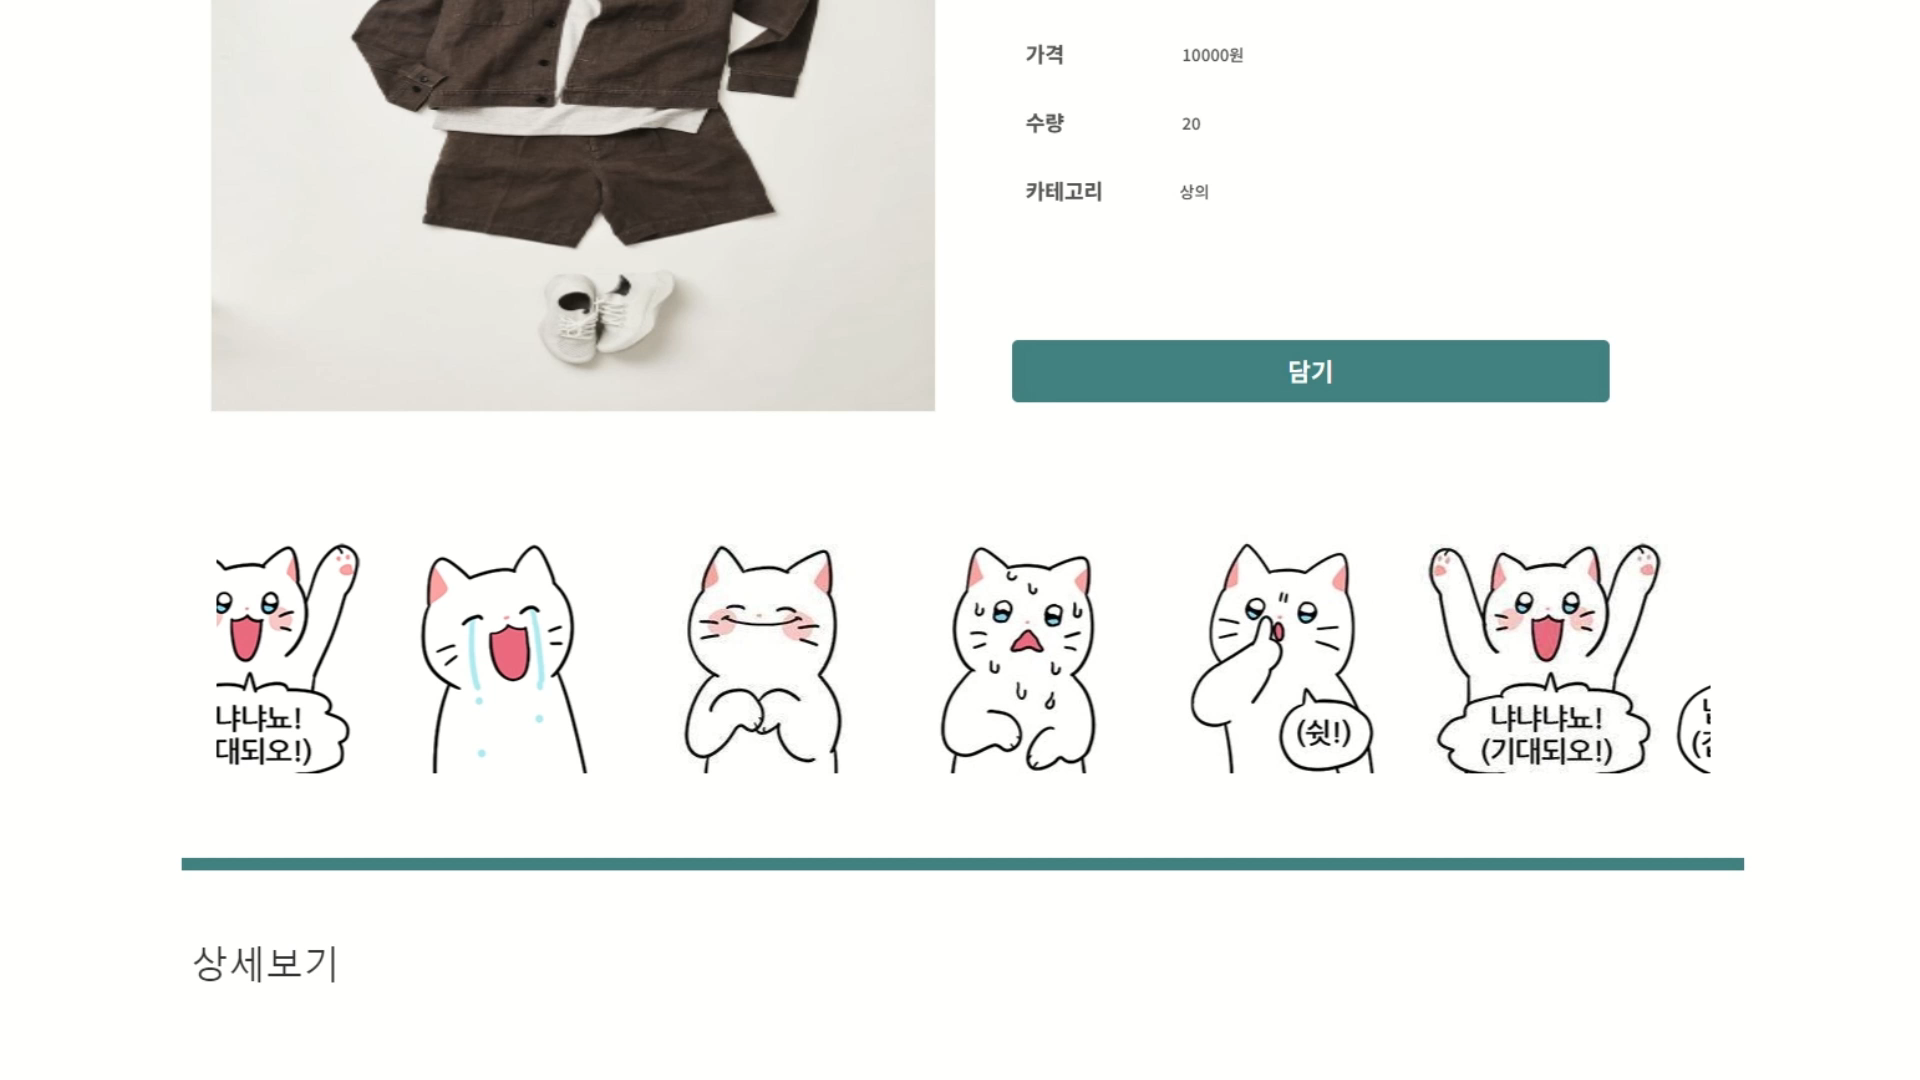 가격 10000원
수량 20
카테고리 상의
담기
냐냐뇨!
대되오!)
(쉿!)
냐냐냐뇨!
(기대되오!)
상세보기